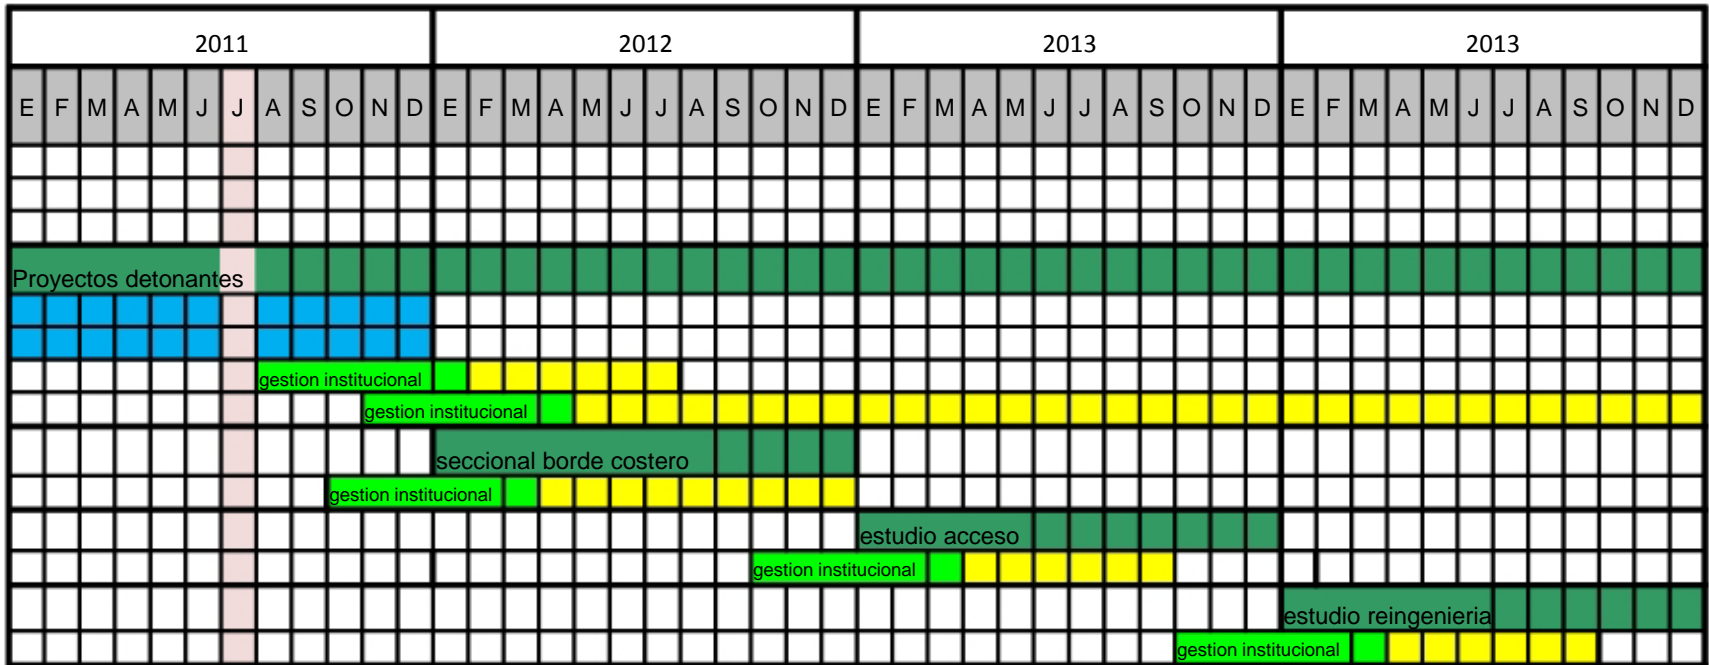 2011 2012 2013 2013
E F M A M J J A S O N D E F M A M J J A S O N D E F M A M J J A S O N D E F M A M J J A S O N D
Proyectos detonantes
gestion institucional
gestion institucional
seccional borde costero
gestion institucional
estudio acceso
gestion institucional
estudio reingenieria
gestion institucional